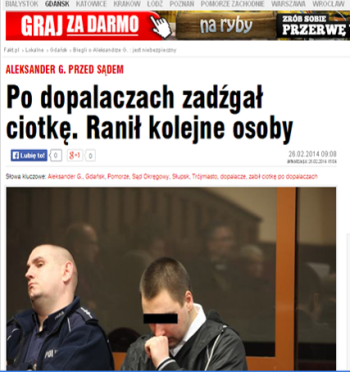 BIAŁYSTOK GDAŃSK KATOWICE KRAKÓW ŁÓDŹ POZNAŃ POMORZE ZACHODNIE WARSZAWA WROCŁAW
GRAJ ZA DARMO na ryby ZRÓB SOBIE PRZERWĘ
Fakt.pl › Lokalne › Gdańsk › Biegli o Aleksandrze G.: jest niebezpieczny
ALEKSANDER G. PRZED SĄDEM
Po dopalaczach zadźgał
ciotkę. Ranił kolejne osoby
Lubię to! 0 +1 0
26.02.2014 09:08
Słowa kluczowe: Aleksander G., Gdańsk, Pomorze, Sąd Okręgowy, Słupsk, Trójmiasto, dopalacze, zabił ciotkę po dopalaczach